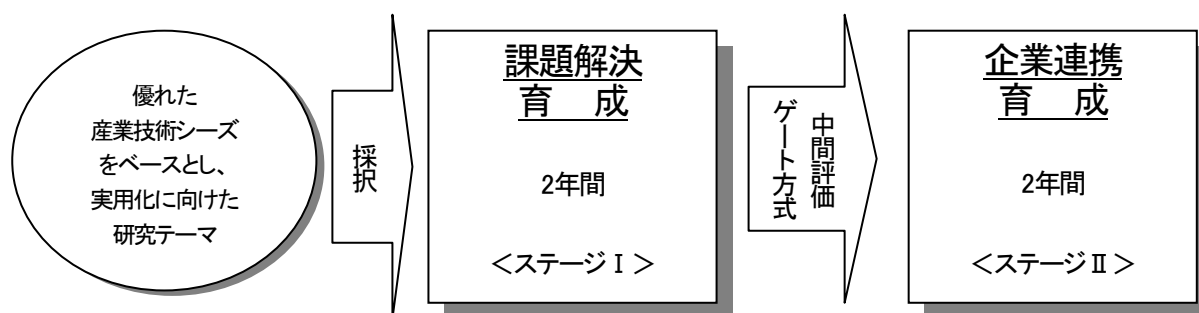 優れた
産業技術シーズ
をベースとし、
実用化に向けた
研究テーマ
採択
課題解決
育　成
2年間
＜ステージⅠ＞
中間評価
ゲート方式
企業連携
育　成
2年間
＜ステージⅡ＞